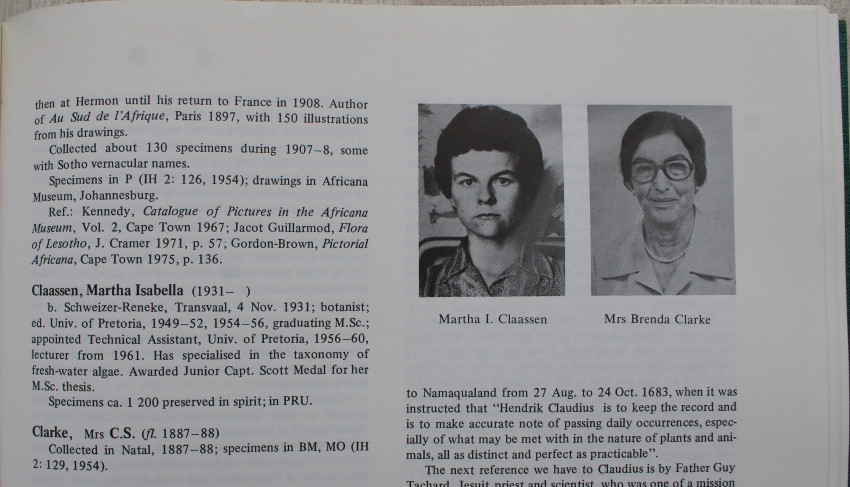 then at Hermon until his return to France in 1908. Author
of Au Sud de l'Afrique, Paris 1897, with 150 illustrations
from his drawings.
Collected about 130 specimens during 1907–8, some
with Sotho vernacular names.
Specimens in P (IH 2: 126, 1954); drawings in Africana
Museum, Johannesburg.
Ref.: Kennedy, Catalogue of Pictures in the Africana
Museum, Vol. 2, Cape Town 1967; Jacot Guillarmod, Flora
of Lesotho, J. Cramer 1971, p. 57; Gordon-Brown, Pictorial
Africana, Cape Town 1975, p. 136.
Claassen, Martha Isabella (1931– )
b. Schweizer-Reneke, Transvaal, 4 Nov. 1931; botanist;
ed. Univ. of Pretoria, 1949–52, 1954–56, graduating M.Sc.;
appointed Technical Assistant, Univ. of Pretoria, 1956–60,
lecturer from 1961. Has specialised in the taxonomy of
fresh-water algae. Awarded Junior Capt. Scott Medal for her
M.Sc. thesis.
Specimens ca. 1 200 preserved in spirit; in PRU.
Clarke, Mrs C.S. (fl. 1887–88)
Collected in Natal, 1887–88; specimens in BM, MO (IH
2: 129, 1954).
Martha I. Claassen
Mrs Brenda Clarke
to Namaqualand from 27 Aug. to 24 Oct. 1683, when it was
instructed that "Hendrik Claudius is to keep the record and
is to make accurate note of passing daily occurrences, espec-
ially of what may be met with in the nature of plants and ani-
mals, all as distinct and perfect as practicable".
The next reference we have to Claudius is by Father Guy
Tachard, Jesuit priest and scientist, who was one of a mission